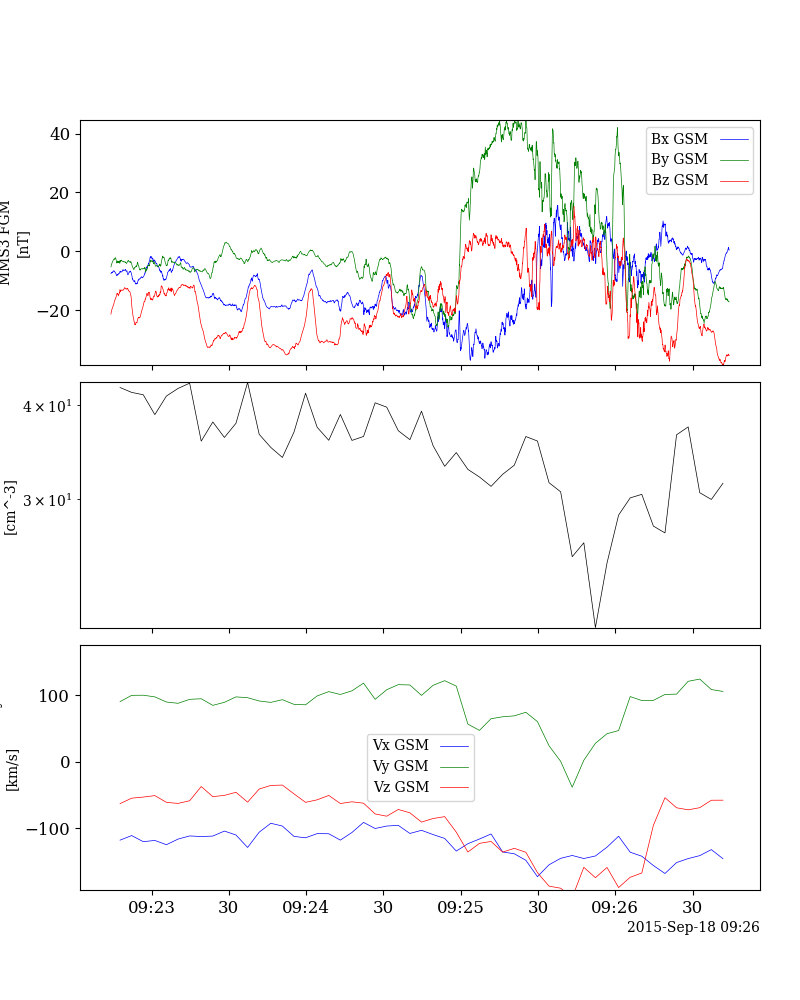 40
20
0
−20
MMS3 FGM
[nT]
Bx GSM
By GSM
Bz GSM
4×10¹
3×10¹
[cm^-3]
100
0
−100
[km/s]
Vx GSM
Vy GSM
Vz GSM
09:23 30 09:24 30 09:25 30 09:26 30
2015-Sep-18 09:26